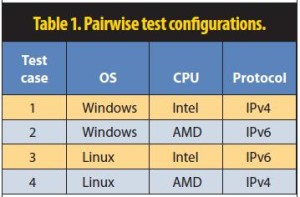 Table 1. Pairwise test configurations.
Test case OS CPU Protocol
1 Windows Intel IPv4
2 Windows AMD IPv6
3 Linux Intel IPv6
4 Linux AMD IPv4